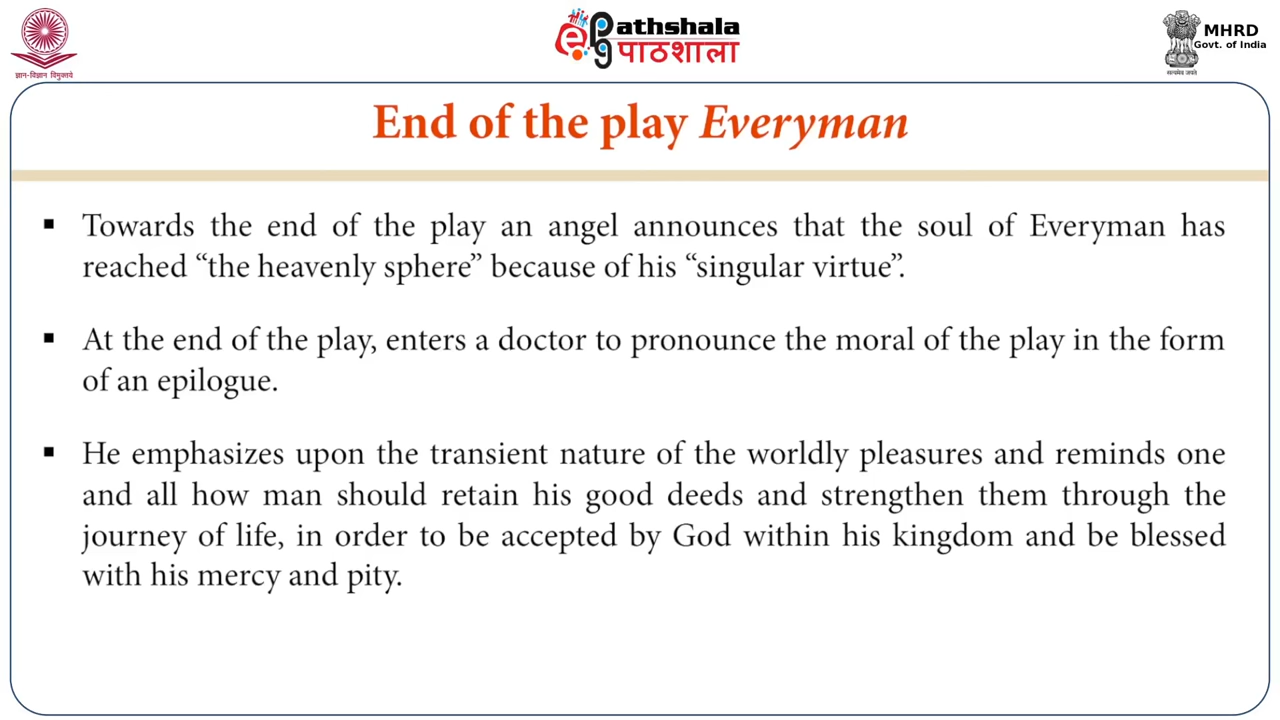 ज्ञान-विज्ञान विमुक्तये
e Pathshala
पाठशाला
MHRD
Govt. of India
सत्यमेव जयते
End of the play Everyman
▪ Towards the end of the play an angel announces that the soul of Everyman has
reached “the heavenly sphere” because of his “singular virtue”.
▪ At the end of the play, enters a doctor to pronounce the moral of the play in the form
of an epilogue.
▪ He emphasizes upon the transient nature of the worldly pleasures and reminds one
and all how man should retain his good deeds and strengthen them through the
journey of life, in order to be accepted by God within his kingdom and be blessed
with his mercy and pity.